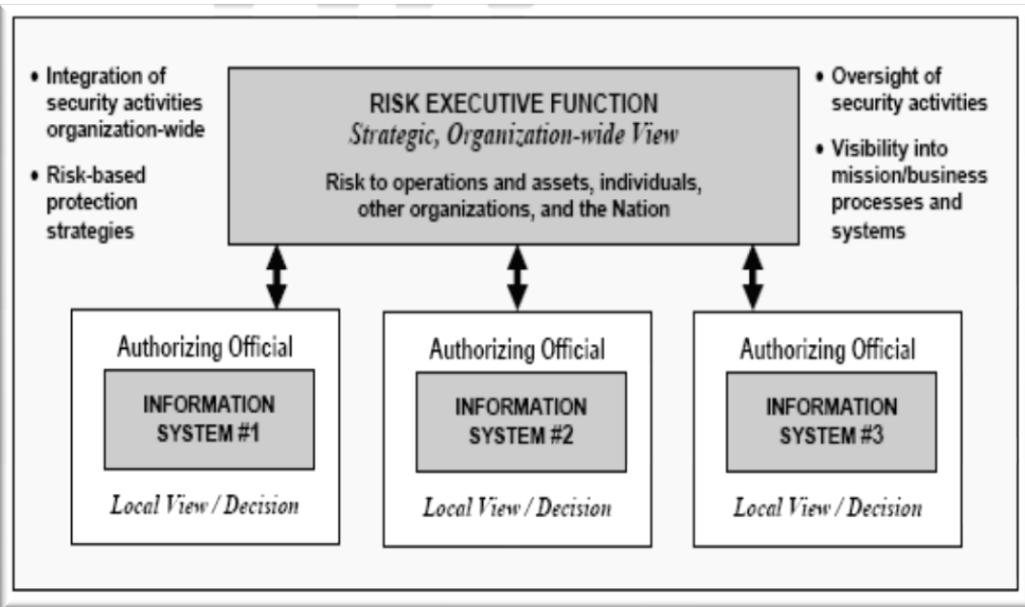 • Integration of
security activities
organization-wide
• Risk-based
protection
strategies
RISK EXECUTIVE FUNCTION
Strategic, Organization-wide View
Risk to operations and assets, individuals,
other organizations, and the Nation
• Oversight of
security activities
• Visibility into
mission/business
processes and
systems
Authorizing Official
INFORMATION
SYSTEM #1
Local View / Decision
Authorizing Official
INFORMATION
SYSTEM #2
Local View / Decision
Authorizing Official
INFORMATION
SYSTEM #3
Local View / Decision